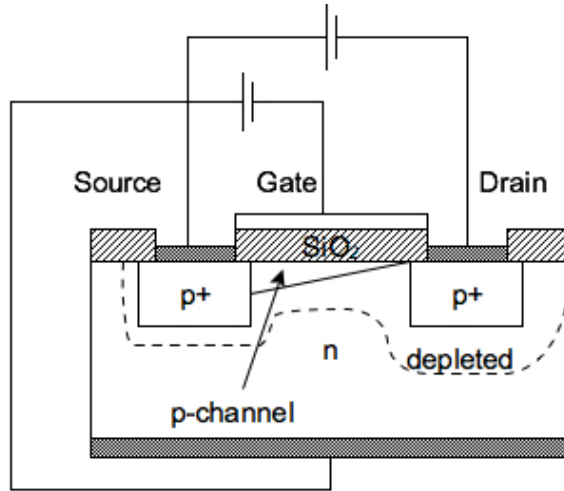 Source Gate Drain
SiO₂
p+ p+
n depleted
p-channel